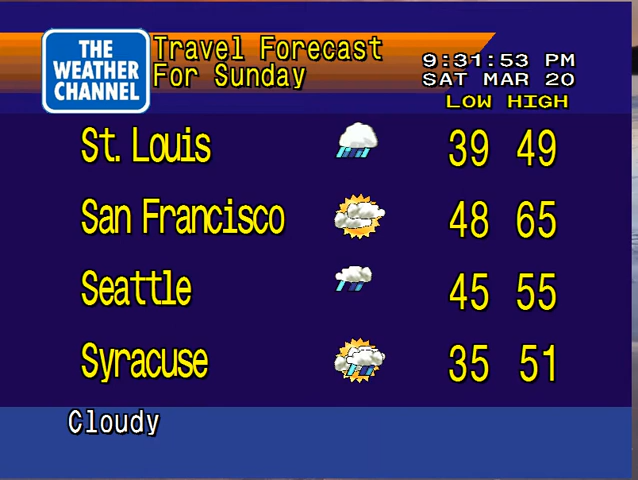 THE
WEATHER
CHANNEL
Travel Forecast
For Sunday
9:31:53 PM
SAT MAR 20
LOW HIGH
St. Louis 39 49
San Francisco 48 65
Seattle 45 55
Syracuse 35 51
Cloudy